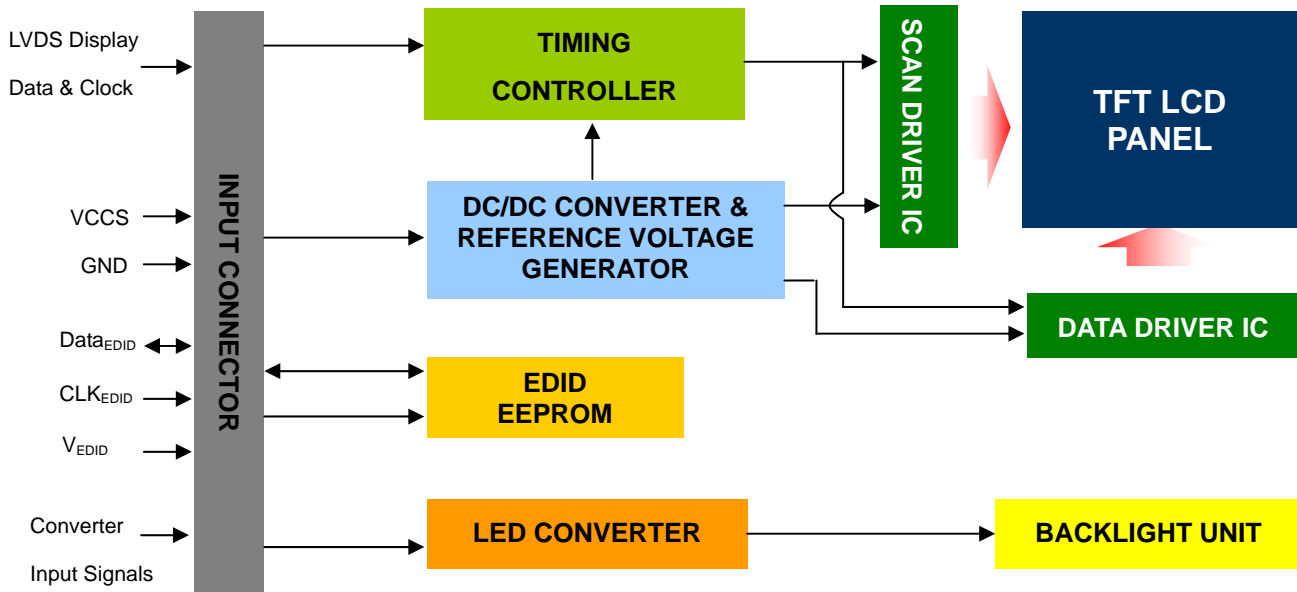 LVDS Display
Data & Clock
VCCS
GND
DataEDID
CLKEDID
VEDID
Converter
Input Signals
INPUT CONNECTOR
TIMING
CONTROLLER
DC/DC CONVERTER &
REFERENCE VOLTAGE
GENERATOR
EDID
EEPROM
LED CONVERTER
SCAN DRIVER IC
TFT LCD
PANEL
DATA DRIVER IC
BACKLIGHT UNIT